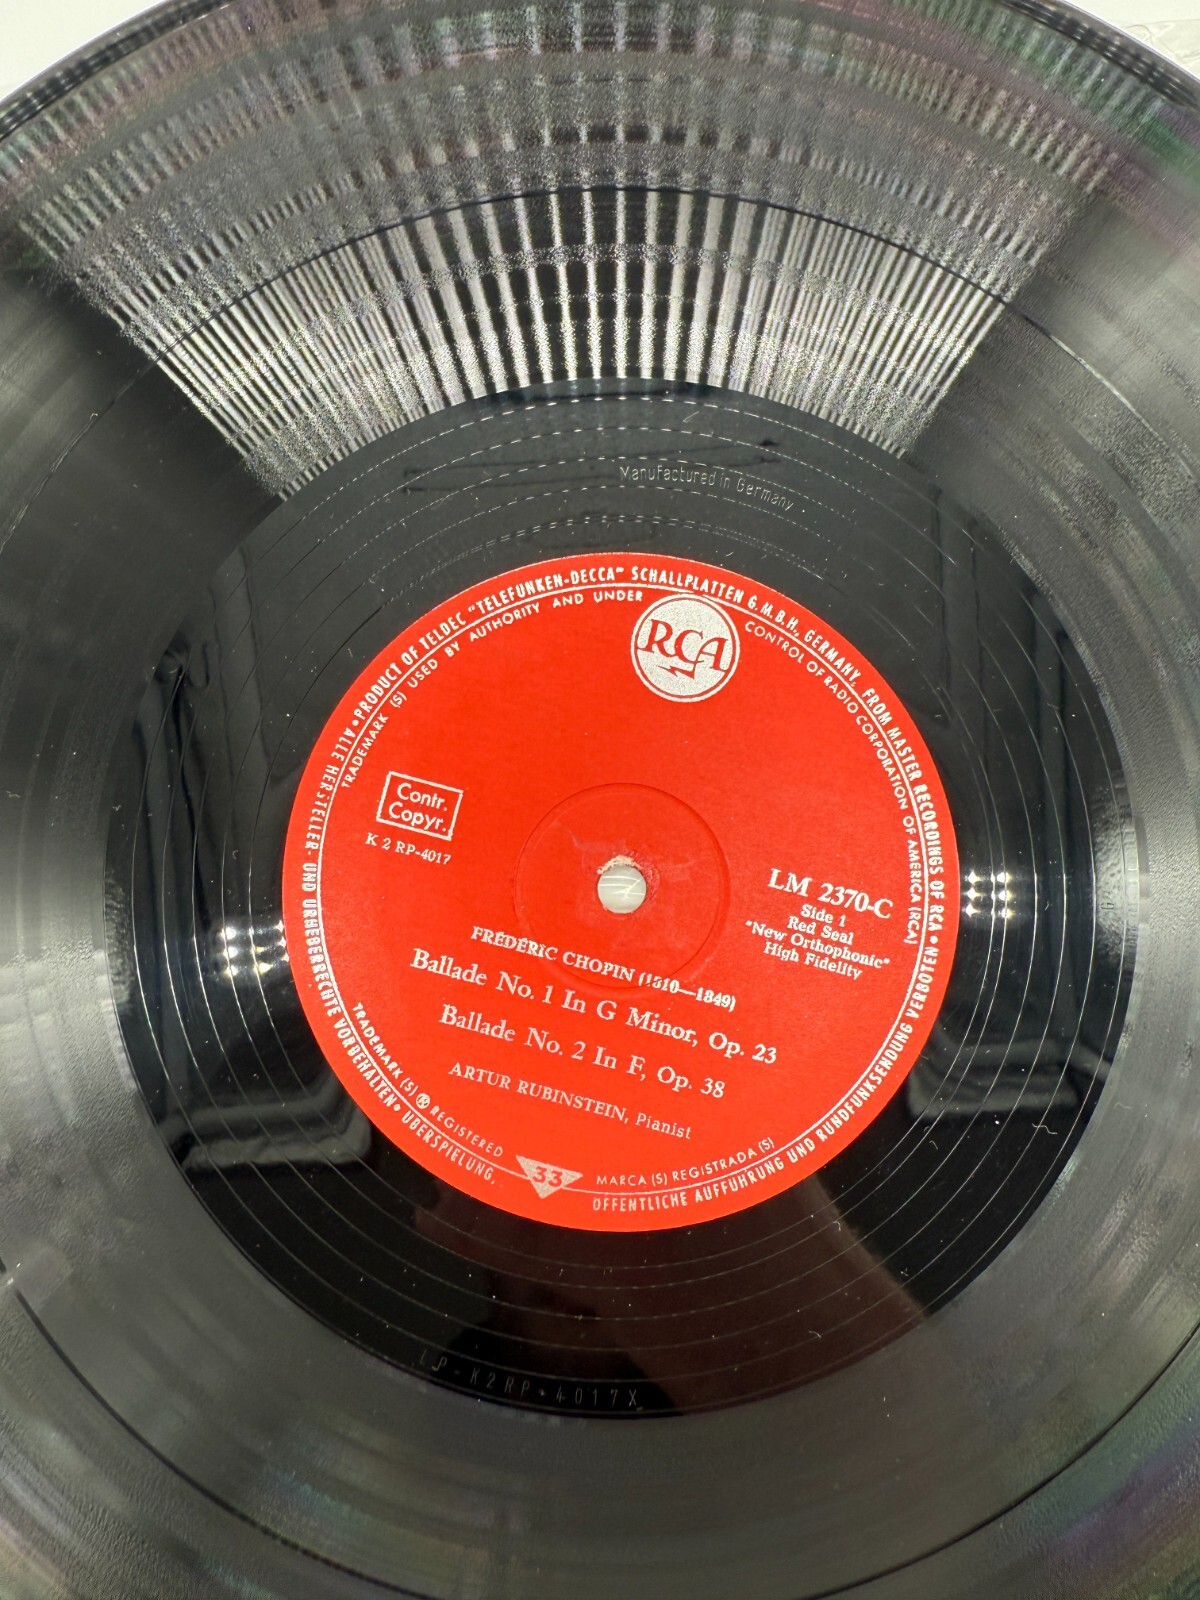 Manufactured in Germany
• PRODUCT OF TELDEC "TELEFUNKEN-DECCA" SCHALLPLATTEN G.M.B.H., GERMANY, FROM MASTER RECORDINGS OF RCA •
ALLE HERSTELLER- UND URHEBERRECHTE VORBEHALTEN • ÜBERSPIELUNG,
ÖFFENTLICHE AUFFÜHRUNG UND RUNDFUNKSENDUNG VERBOTEN
TRADEMARK (S) USED BY AUTHORITY AND UNDER
CONTROL OF RADIO CORPORATION OF AMERICA (RCA)
RCA
Contr.
Copyr.
K 2 RP-4017
LM 2370-C
Side 1
Red Seal
"New Orthophonic"
High Fidelity
FRÉDÉRIC CHOPIN (1810—1849)
Ballade No. 1 In G Minor, Op. 23
Ballade No. 2 In F, Op. 38
ARTUR RUBINSTEIN, Pianist
TRADEMARK (S) ® REGISTERED
33
MARCA (S) REGISTRADA (S)
LP-K2RP-4017X